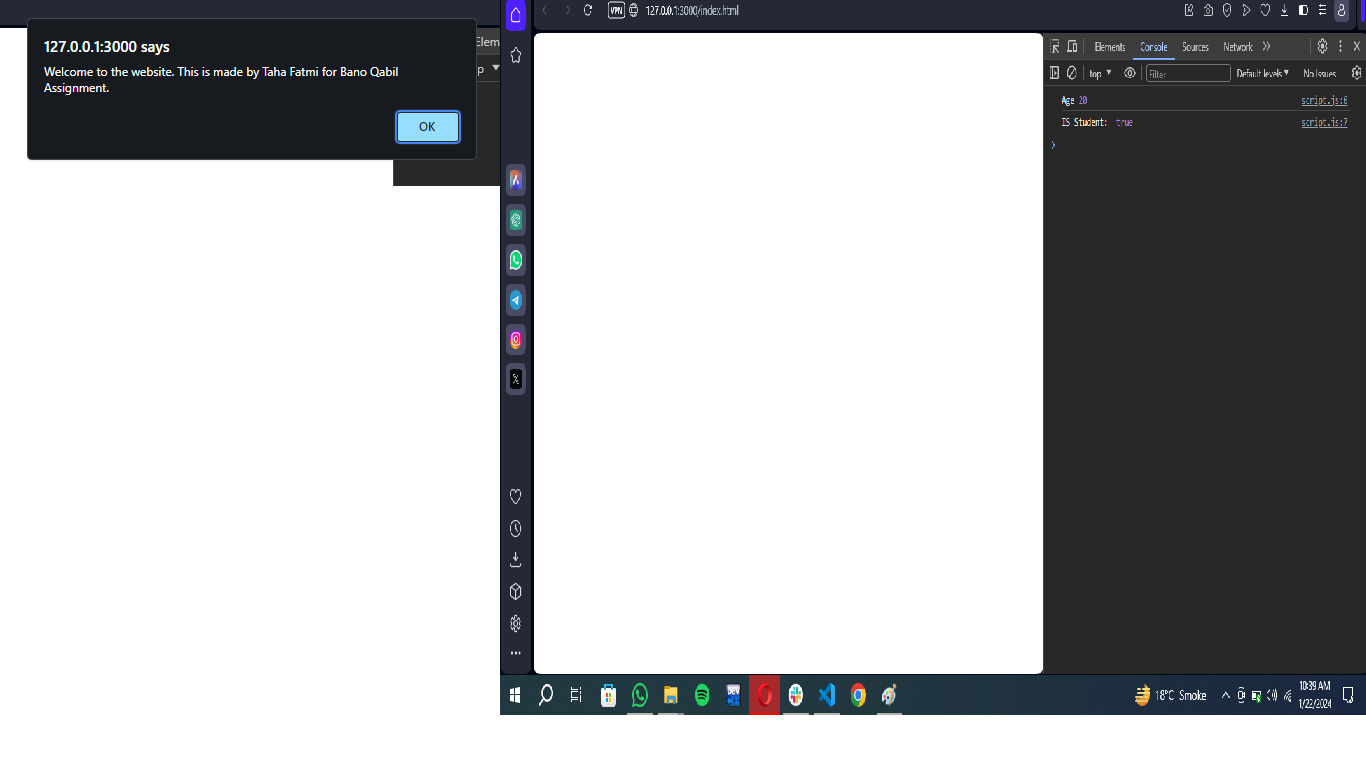 127.0.0.1:3000 says
Welcome to the website. This is made by Taha Fatmi for Bano Qabil
Assignment.
OK
Elem
p
VPN 127.0.0.1:3000/index.html
Elements Console Sources Network
top Filter Default levels No Issues
Age 20 script.js:6
IS Student: true script.js:7
DEV
18°C Smoke
10:39 AM
1/22/2024